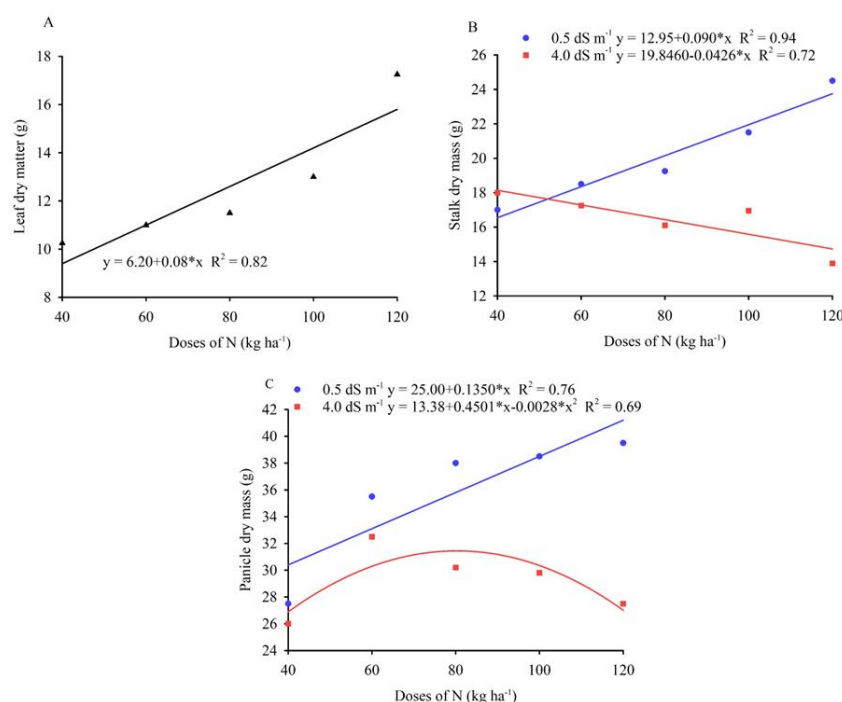 A
Leaf dry matter (g)
18
16
14
12
10
8
y = 6.20+0.08*x R² = 0.82
40 60 80 100 120
Doses of N (kg ha⁻¹)
B
0.5 dS m⁻¹ y = 12.95+0.090*x R² = 0.94
4.0 dS m⁻¹ y = 19.8460-0.0426*x R² = 0.72
Stalk dry mass (g)
26
24
22
20
18
16
14
12
40 60 80 100 120
Doses of N (kg ha⁻¹)
C
0.5 dS m⁻¹ y = 25.00+0.1350*x R² = 0.76
4.0 dS m⁻¹ y = 13.38+0.4501*x-0.0028*x² R² = 0.69
Panicle dry mass (g)
42
40
38
36
34
32
30
28
26
24
40 60 80 100 120
Doses of N (kg ha⁻¹)